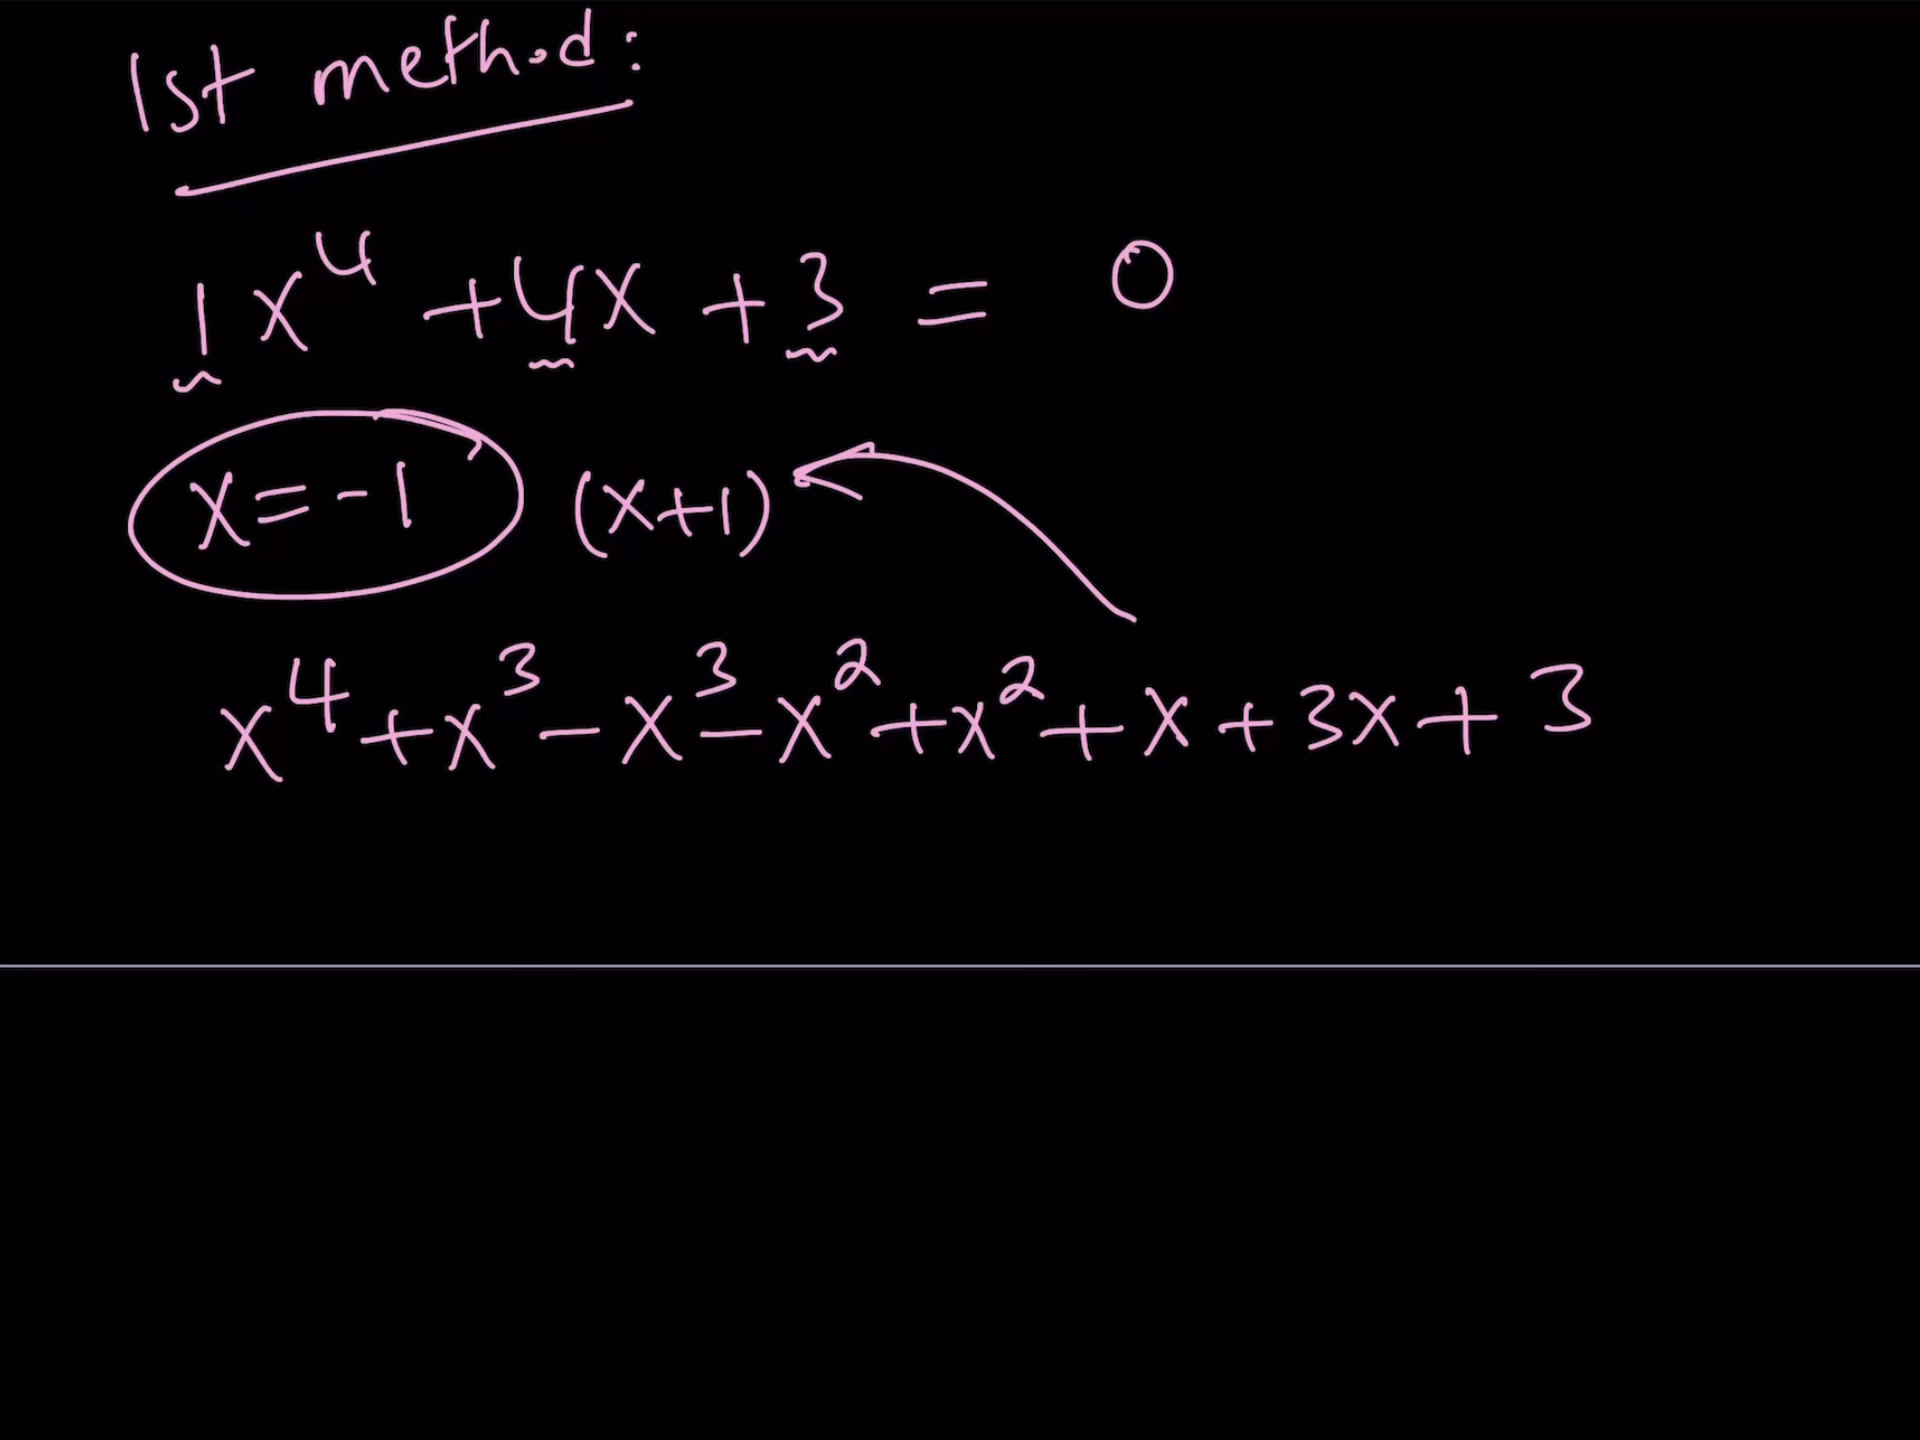 1st method:
1x⁴ + 4x + 3 = 0
x = -1 (x+1)
x⁴ + x³ - x³ - x² + x² + x + 3x + 3